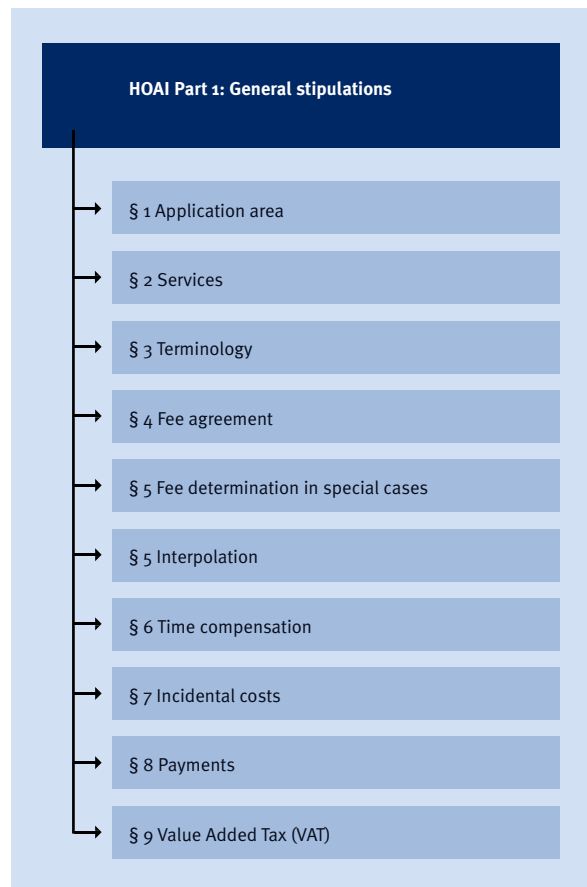 HOAI Part 1: General stipulations
§ 1 Application area
§ 2 Services
§ 3 Terminology
§ 4 Fee agreement
§ 5 Fee determination in special cases
§ 5 Interpolation
§ 6 Time compensation
§ 7 Incidental costs
§ 8 Payments
§ 9 Value Added Tax (VAT)